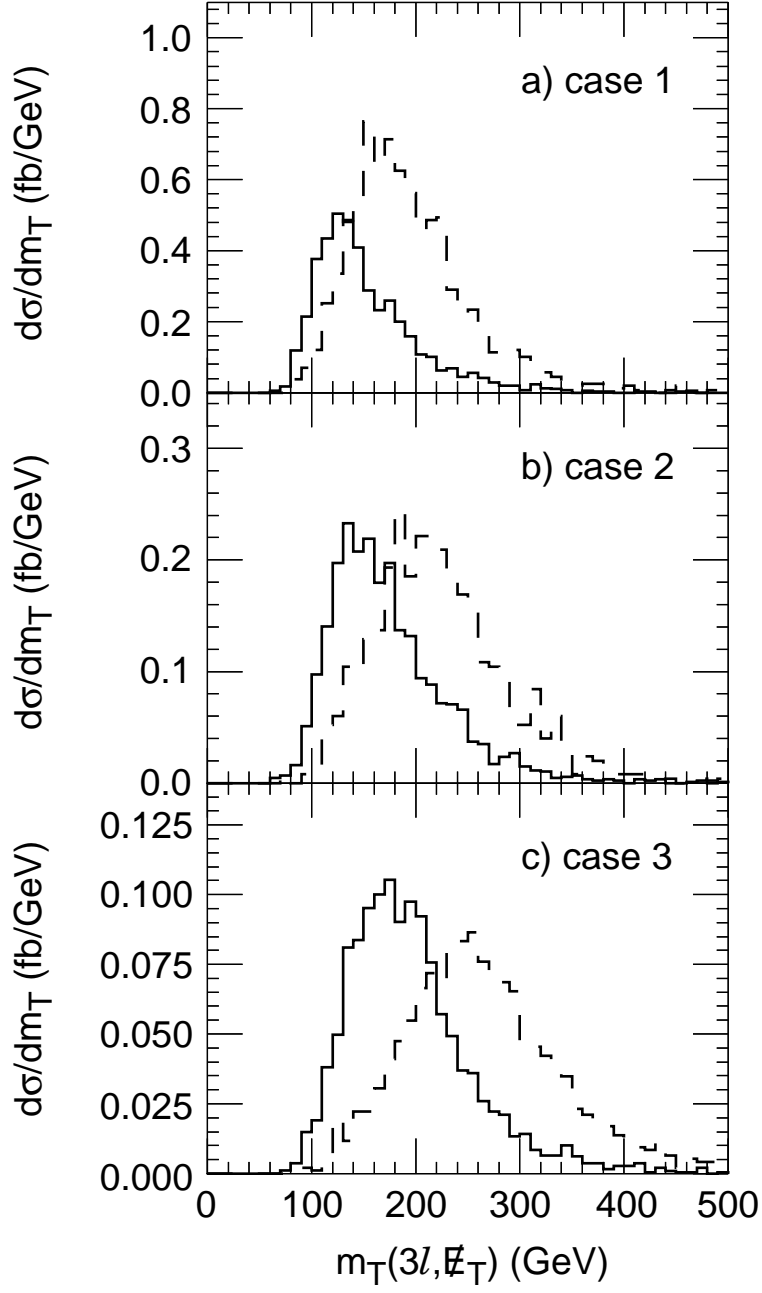 1.0
a) case 1
0.8
0.6
0.4
0.2
0.0
dσ/dm_T (fb/GeV)
b) case 2
0.3
0.2
0.1
0.0
dσ/dm_T (fb/GeV)
c) case 3
0.125
0.100
0.075
0.050
0.025
0.000
dσ/dm_T (fb/GeV)
0 100 200 300 400 500
m_T(3l,E̸_T) (GeV)